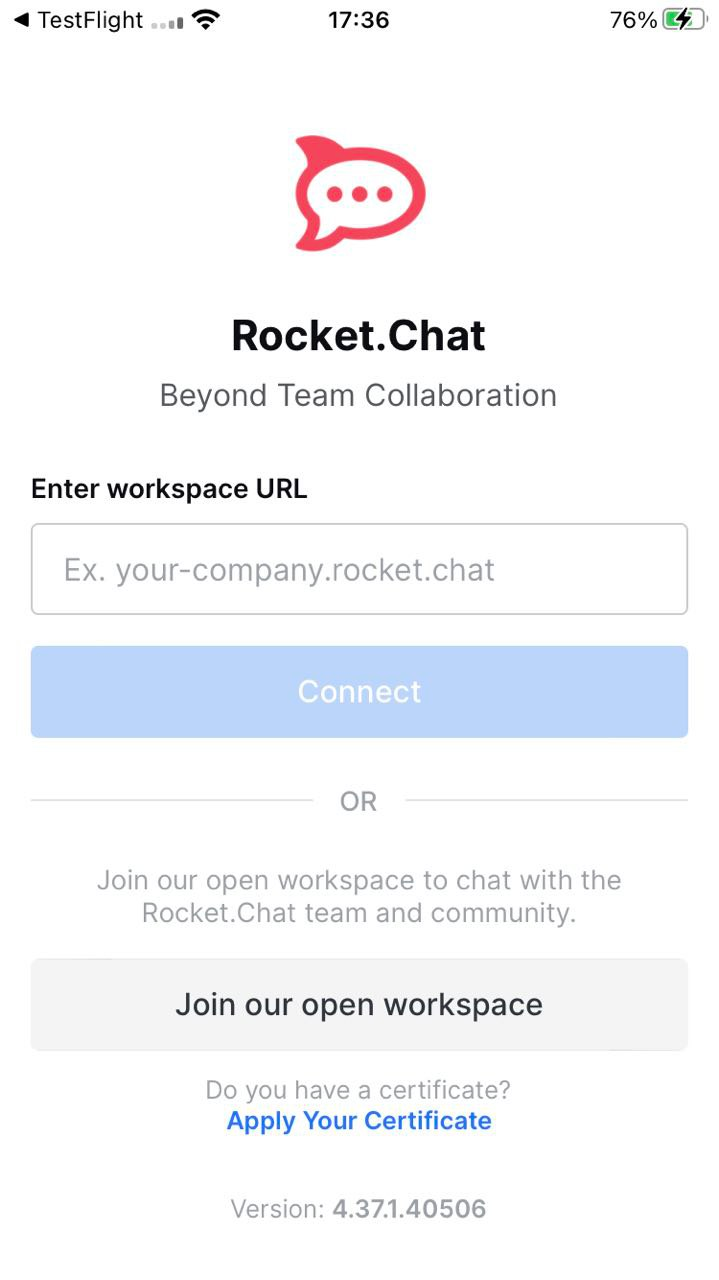 TestFlight
17:36
76%
Rocket.Chat
Beyond Team Collaboration
Enter workspace URL
Ex. your-company.rocket.chat
Connect
OR
Join our open workspace to chat with the
Rocket.Chat team and community.
Join our open workspace
Do you have a certificate?
Apply Your Certificate
Version: 4.37.1.40506